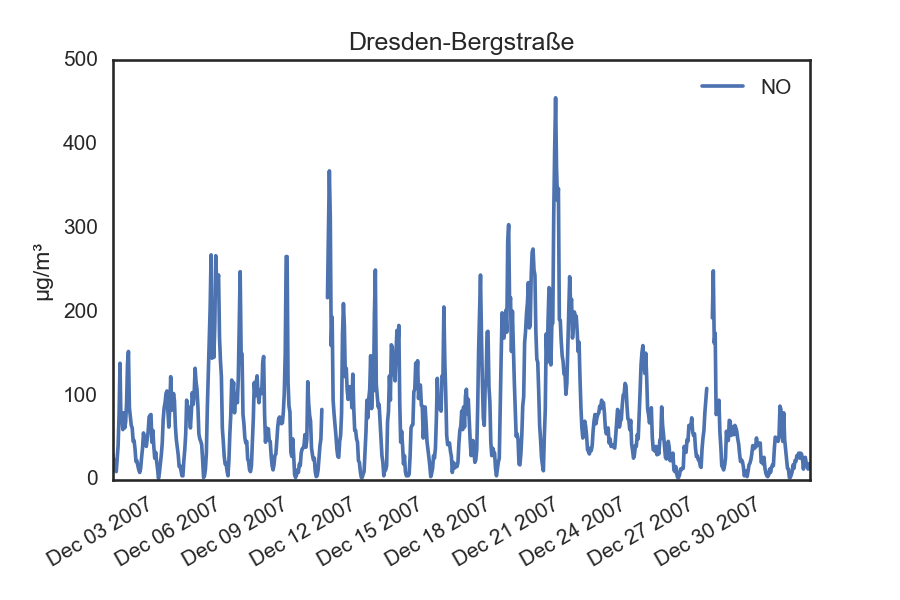 Dresden-Bergstraße
NO
µg/m³
500
400
300
200
100
0
Dec 03 2007
Dec 06 2007
Dec 09 2007
Dec 12 2007
Dec 15 2007
Dec 18 2007
Dec 21 2007
Dec 24 2007
Dec 27 2007
Dec 30 2007